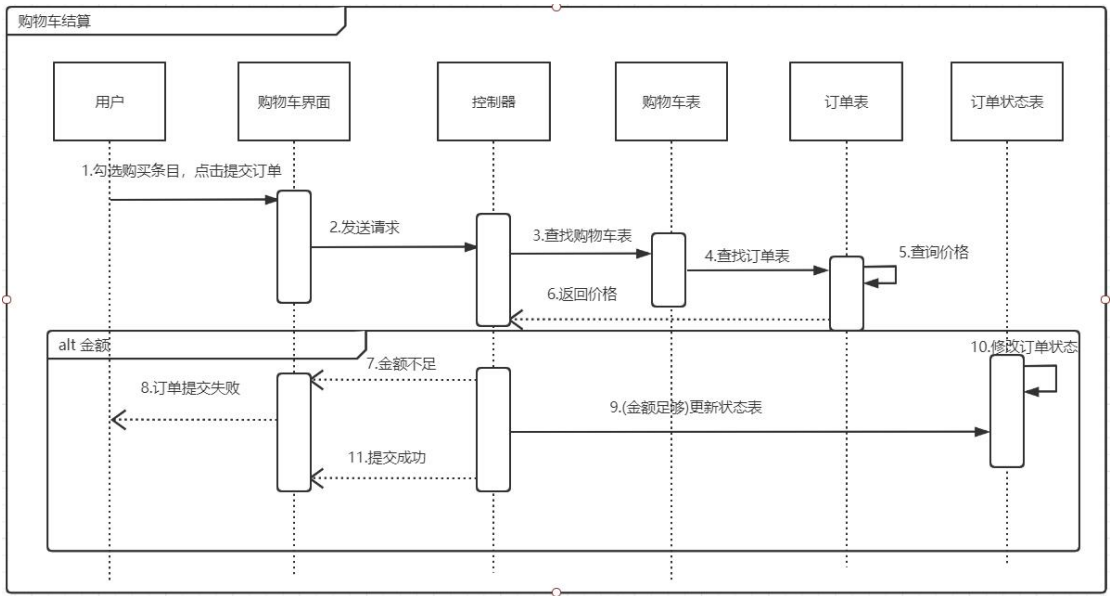 购物车结算
用户
购物车界面
控制器
购物车表
订单表
订单状态表
1.勾选购买条目，点击提交订单
2.发送请求
3.查找购物车表
4.查找订单表
5.查询价格
6.返回价格
alt 金额
7.金额不足
8.订单提交失败
9.(金额足够)更新状态表
10.修改订单状态
11.提交成功